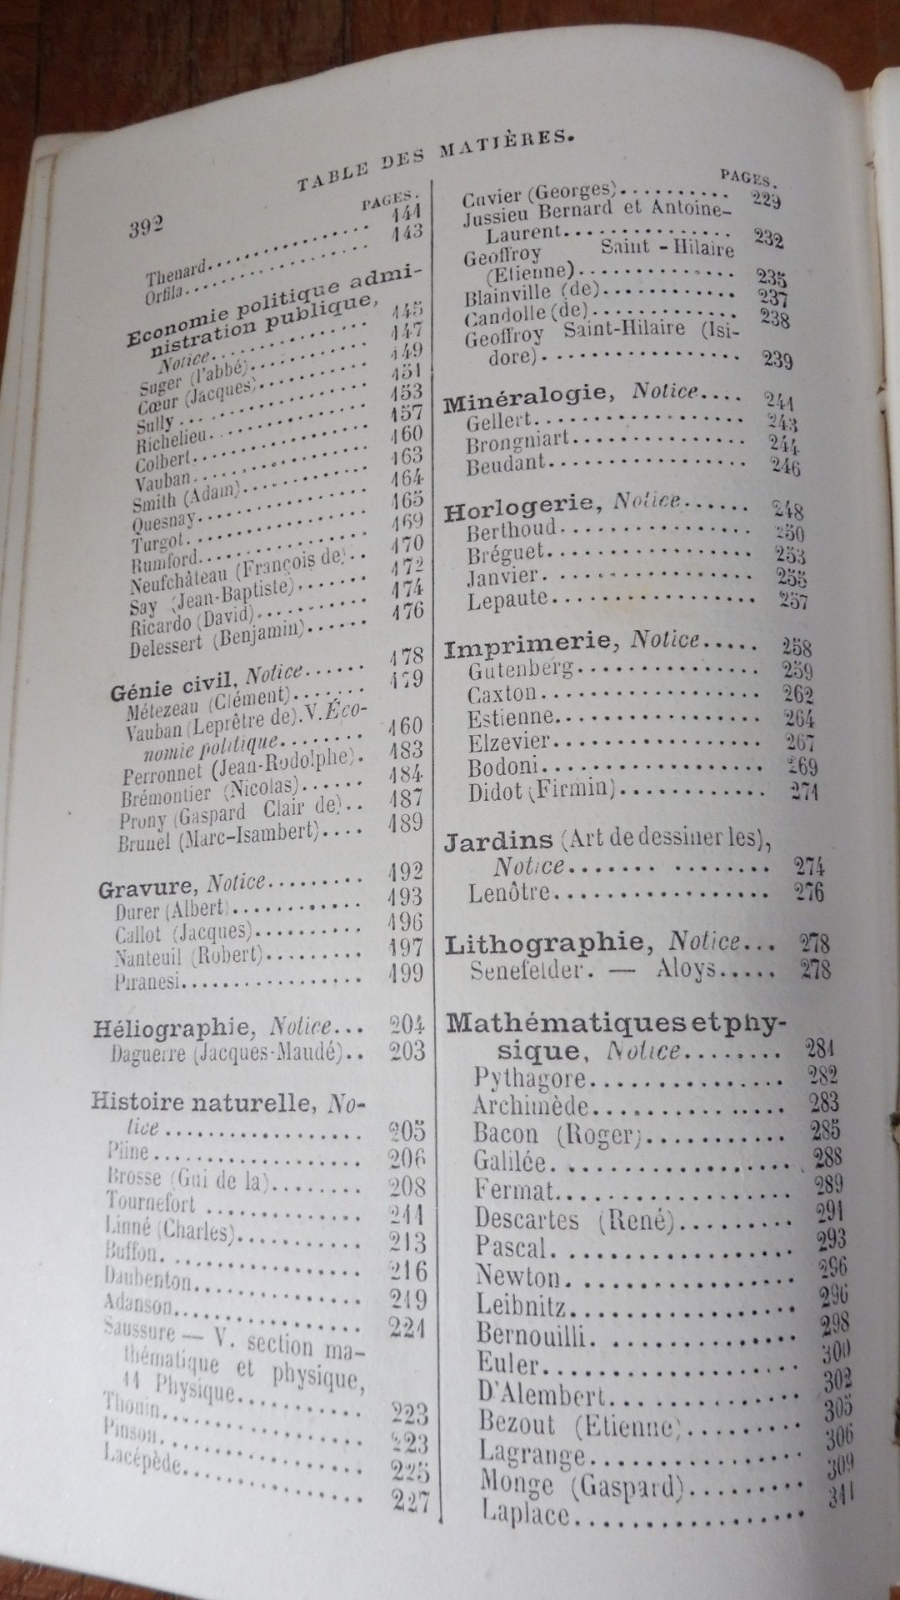 392
TABLE DES MATIÈRES.
PAGES.
Thenard........ 141
Orfila........ 143
Economie politique admi-
nistration publique,
Notice........ 145
Suger (l'abbé)........ 147
Cœur (Jacques)........ 149
Sully........ 151
Richelieu........ 153
Colbert........ 157
Vauban........ 160
Smith (Adam)........ 163
Quesnay........ 164
Turgot........ 165
Rumford........ 169
Neufchâteau (François de).. 170
Say (Jean-Baptiste)....... 172
Ricardo (David).......... 174
Delessert (Benjamin)...... 176
Génie civil, Notice...... 178
Métezeau (Clément)....... 179
Vauban (Leprêtre de).V.Éco-
nomie politique........ 160
Perronnet (Jean-Rodolphe). 183
Brémontier (Nicolas)...... 184
Prony (Gaspard Clair de).. 187
Brunel (Marc-Isambert).... 189
Gravure, Notice......... 192
Durer (Albert)............ 193
Callot (Jacques).......... 196
Nanteuil (Robert)......... 197
Piranesi................. 199
Héliographie, Notice... 204
Daguerre (Jacques-Maudé).. 203
Histoire naturelle, No-
tice .................. 205
Pline................... 206
Brosse (Gui de la)........ 208
Tournefort .............. 211
Linné (Charles)........... 213
Buffon................. 216
Daubenton............... 219
Adanson................. 221
Saussure — V. section ma-
thématique et physique,
11 Physique............ 223
Thouin.................. 223
Pinson.................. 225
Lacépède................ 227
PAGES.
Cuvier (Georges).......... 229
Jussieu Bernard et Antoine-
Laurent............... 232
Geoffroy Saint-Hilaire
(Etienne).............. 235
Blainville (de)............ 237
Candolle (de)............. 238
Geoffroy Saint-Hilaire (Isi-
dore).................. 239
Minéralogie, Notice.... 241
Gellert.................. 243
Brongniart............... 244
Beudant................. 246
Horlogerie, Notice...... 248
Berthoud................ 250
Bréguet................. 253
Janvier................. 255
Lepaute................. 257
Imprimerie, Notice..... 258
Gutenberg............... 259
Caxton.................. 262
Estienne................. 264
Elzevier................. 267
Bodoni.................. 269
Didot (Firmin)............ 271
Jardins (Art de dessiner les),
Notice....... ........ 274
Lenôtre................. 276
Lithographie, Notice... 278
Senefelder. — Aloys..... 278
Mathématiques et phy-
sique, Notice........ 281
Pythagore............... 282
Archimède............... 283
Bacon (Roger)........... 285
Galilée................. 288
Fermat.................. 289
Descartes (René)......... 291
Pascal.................. 293
Newton................. 296
Leibnitz................. 296
Bernouilli............... 298
Euler................... 300
D'Alembert.............. 302
Bezout (Etienne)......... 305
Lagrange................ 306
Monge (Gaspard)......... 309
Laplace................. 311